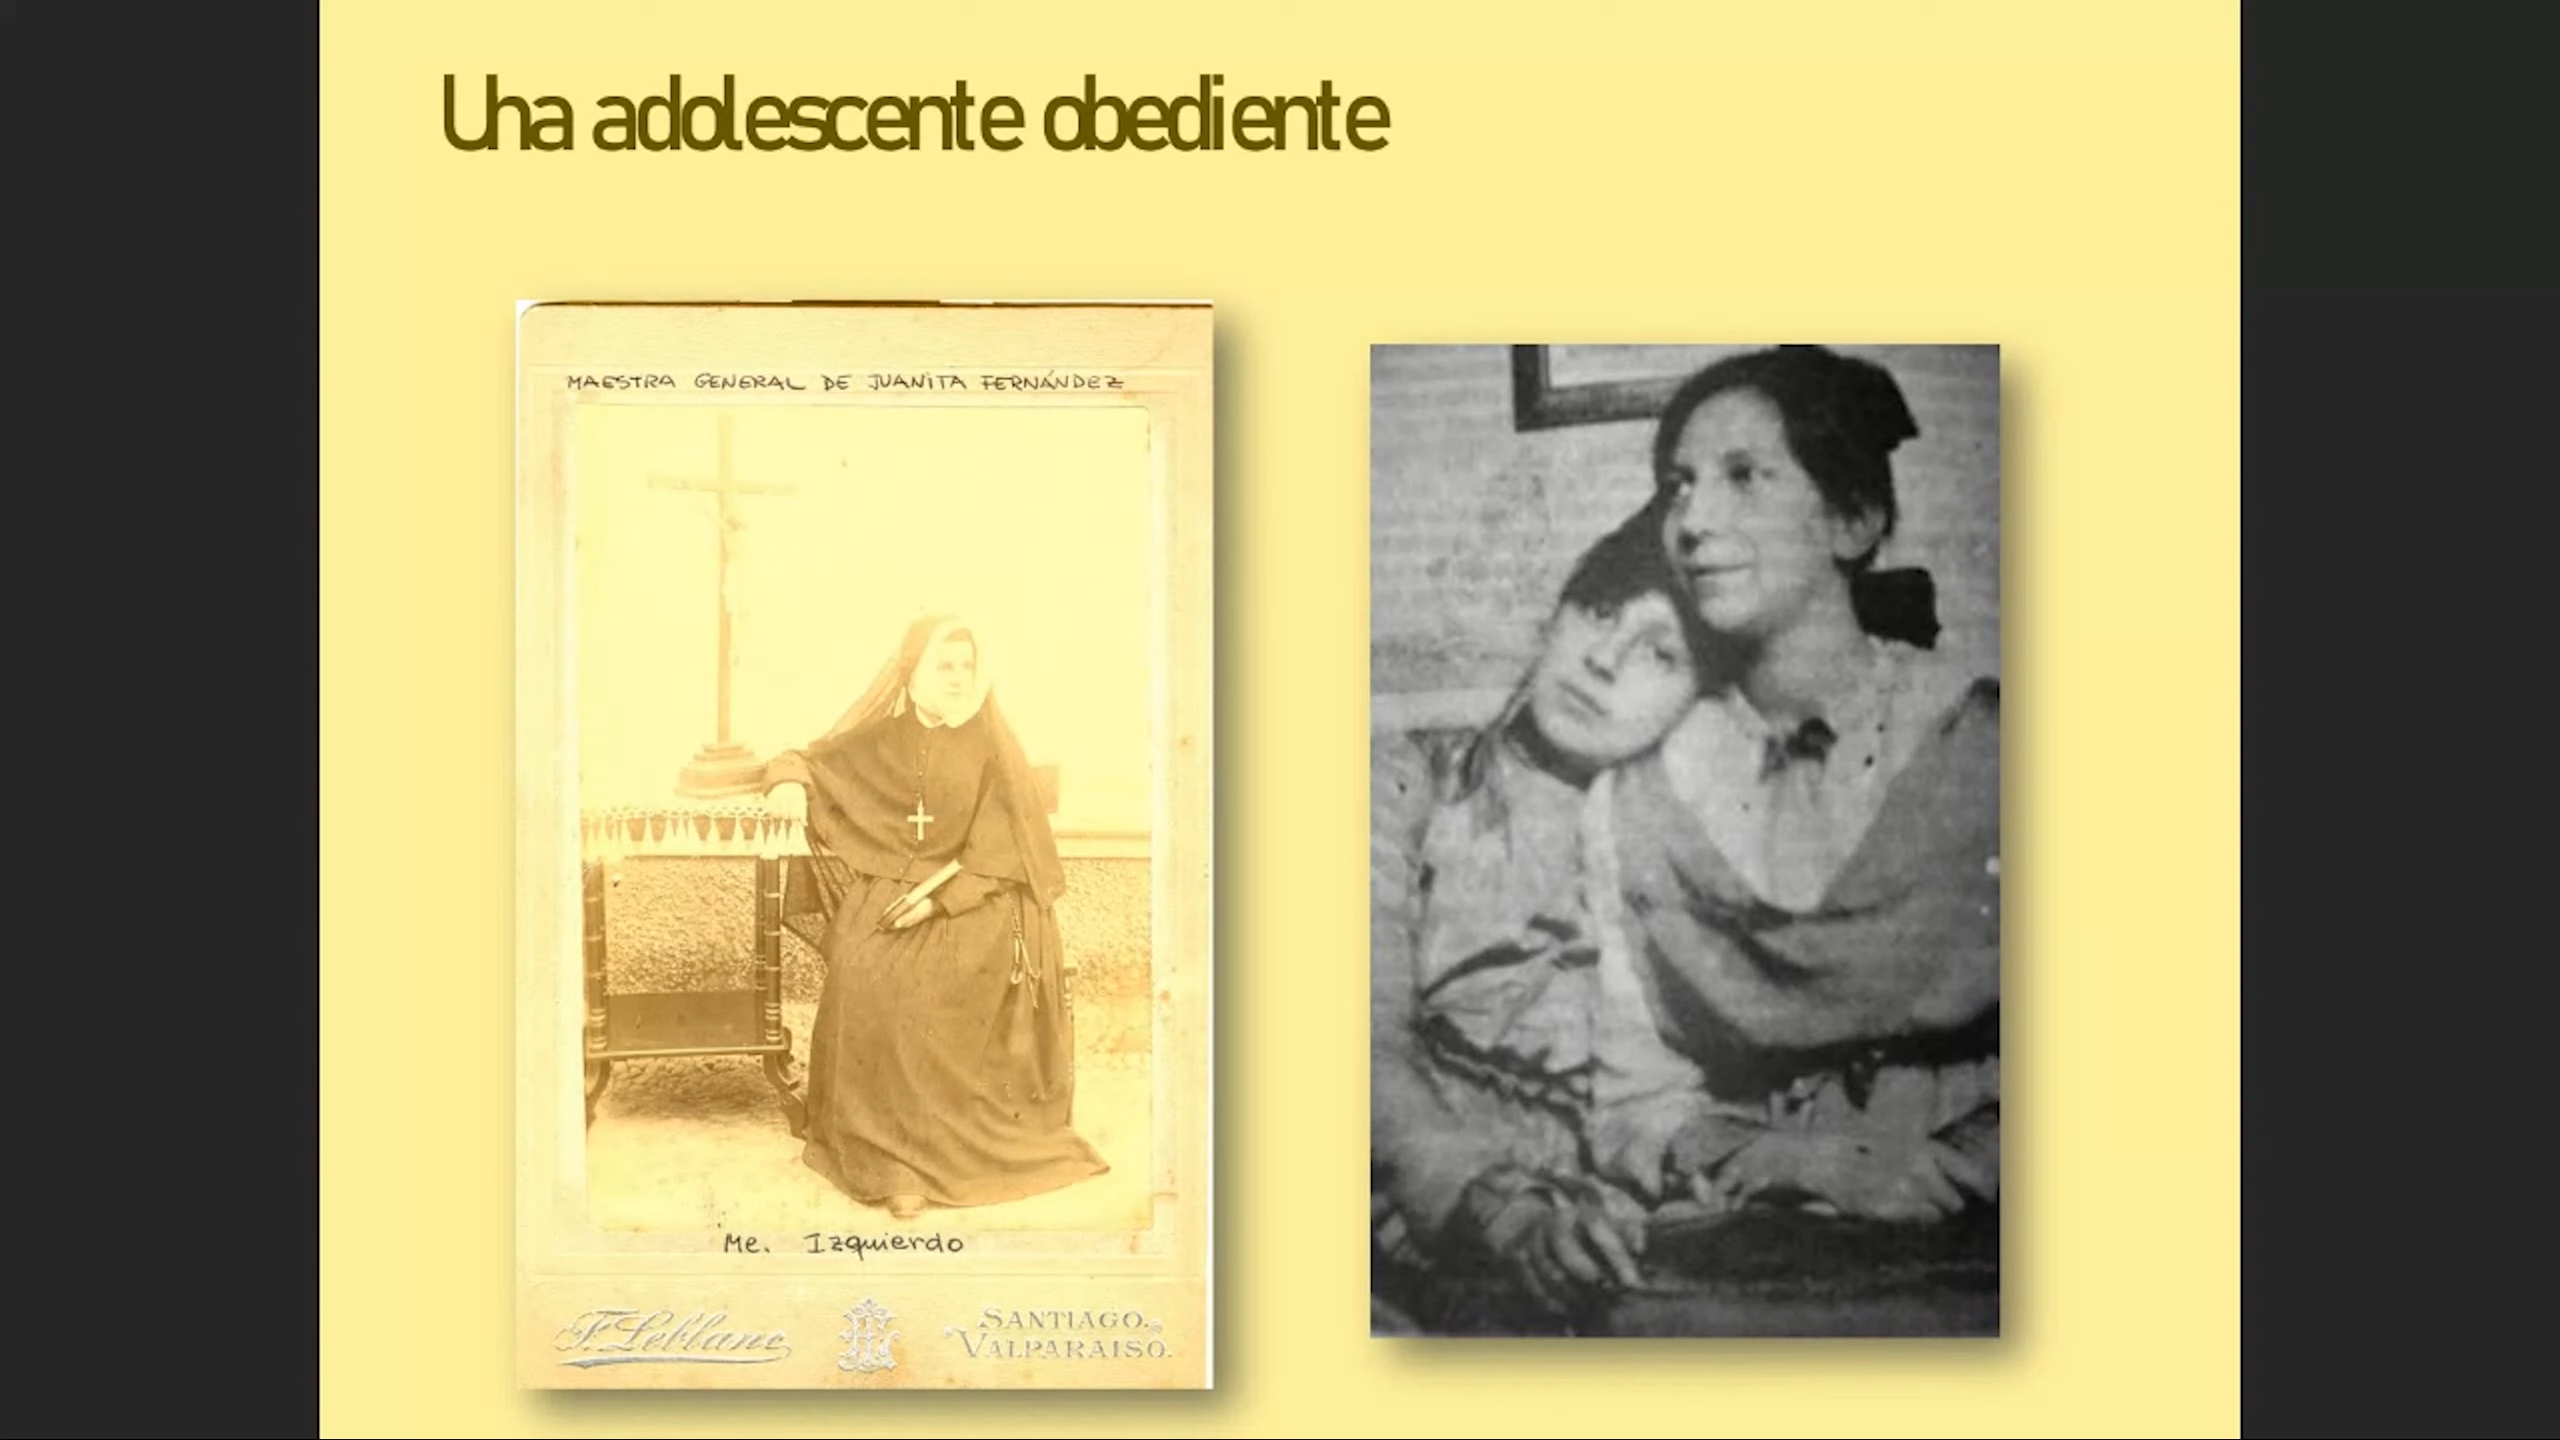 Una adolescente obediente
MAESTRA GENERAL DE JUANITA FERNÁNDEZ
Me. Izquierdo
F. Leblanc
SANTIAGO.
VALPARAISO.